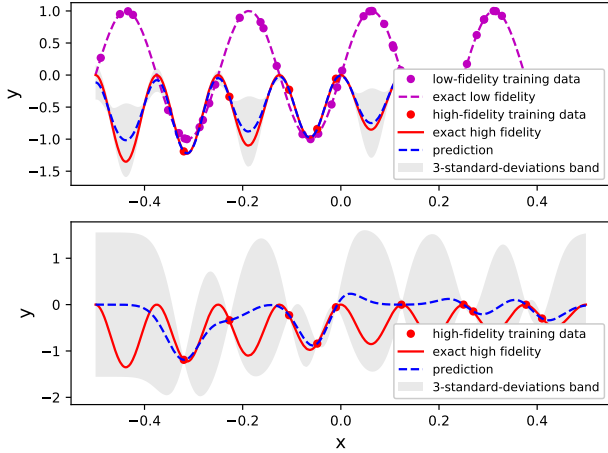 1.0
0.5
0.0
−0.5
−1.0
−1.5
y
low-fidelity training data
exact low fidelity
high-fidelity training data
exact high fidelity
prediction
3-standard-deviations band
−0.4 −0.2 0.0 0.2 0.4
1
0
−1
−2
y
high-fidelity training data
exact high fidelity
prediction
3-standard-deviations band
−0.4 −0.2 0.0 0.2 0.4
x